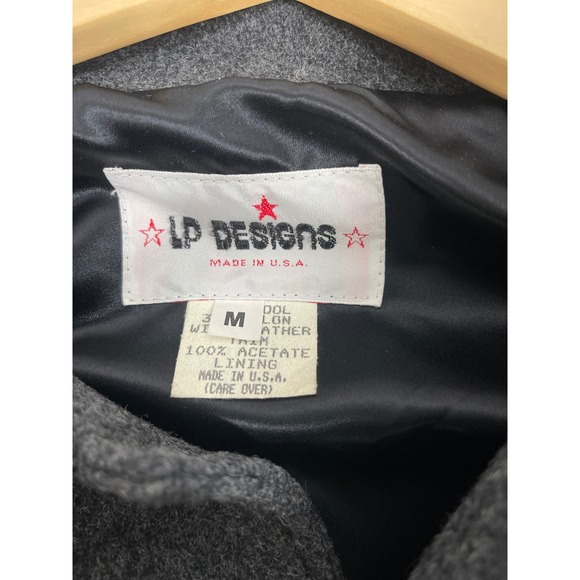 LP DESIGNS
MADE IN U.S.A.
M
TRIM
100% ACETATE
LINING
MADE IN U.S.A.
(CARE OVER)